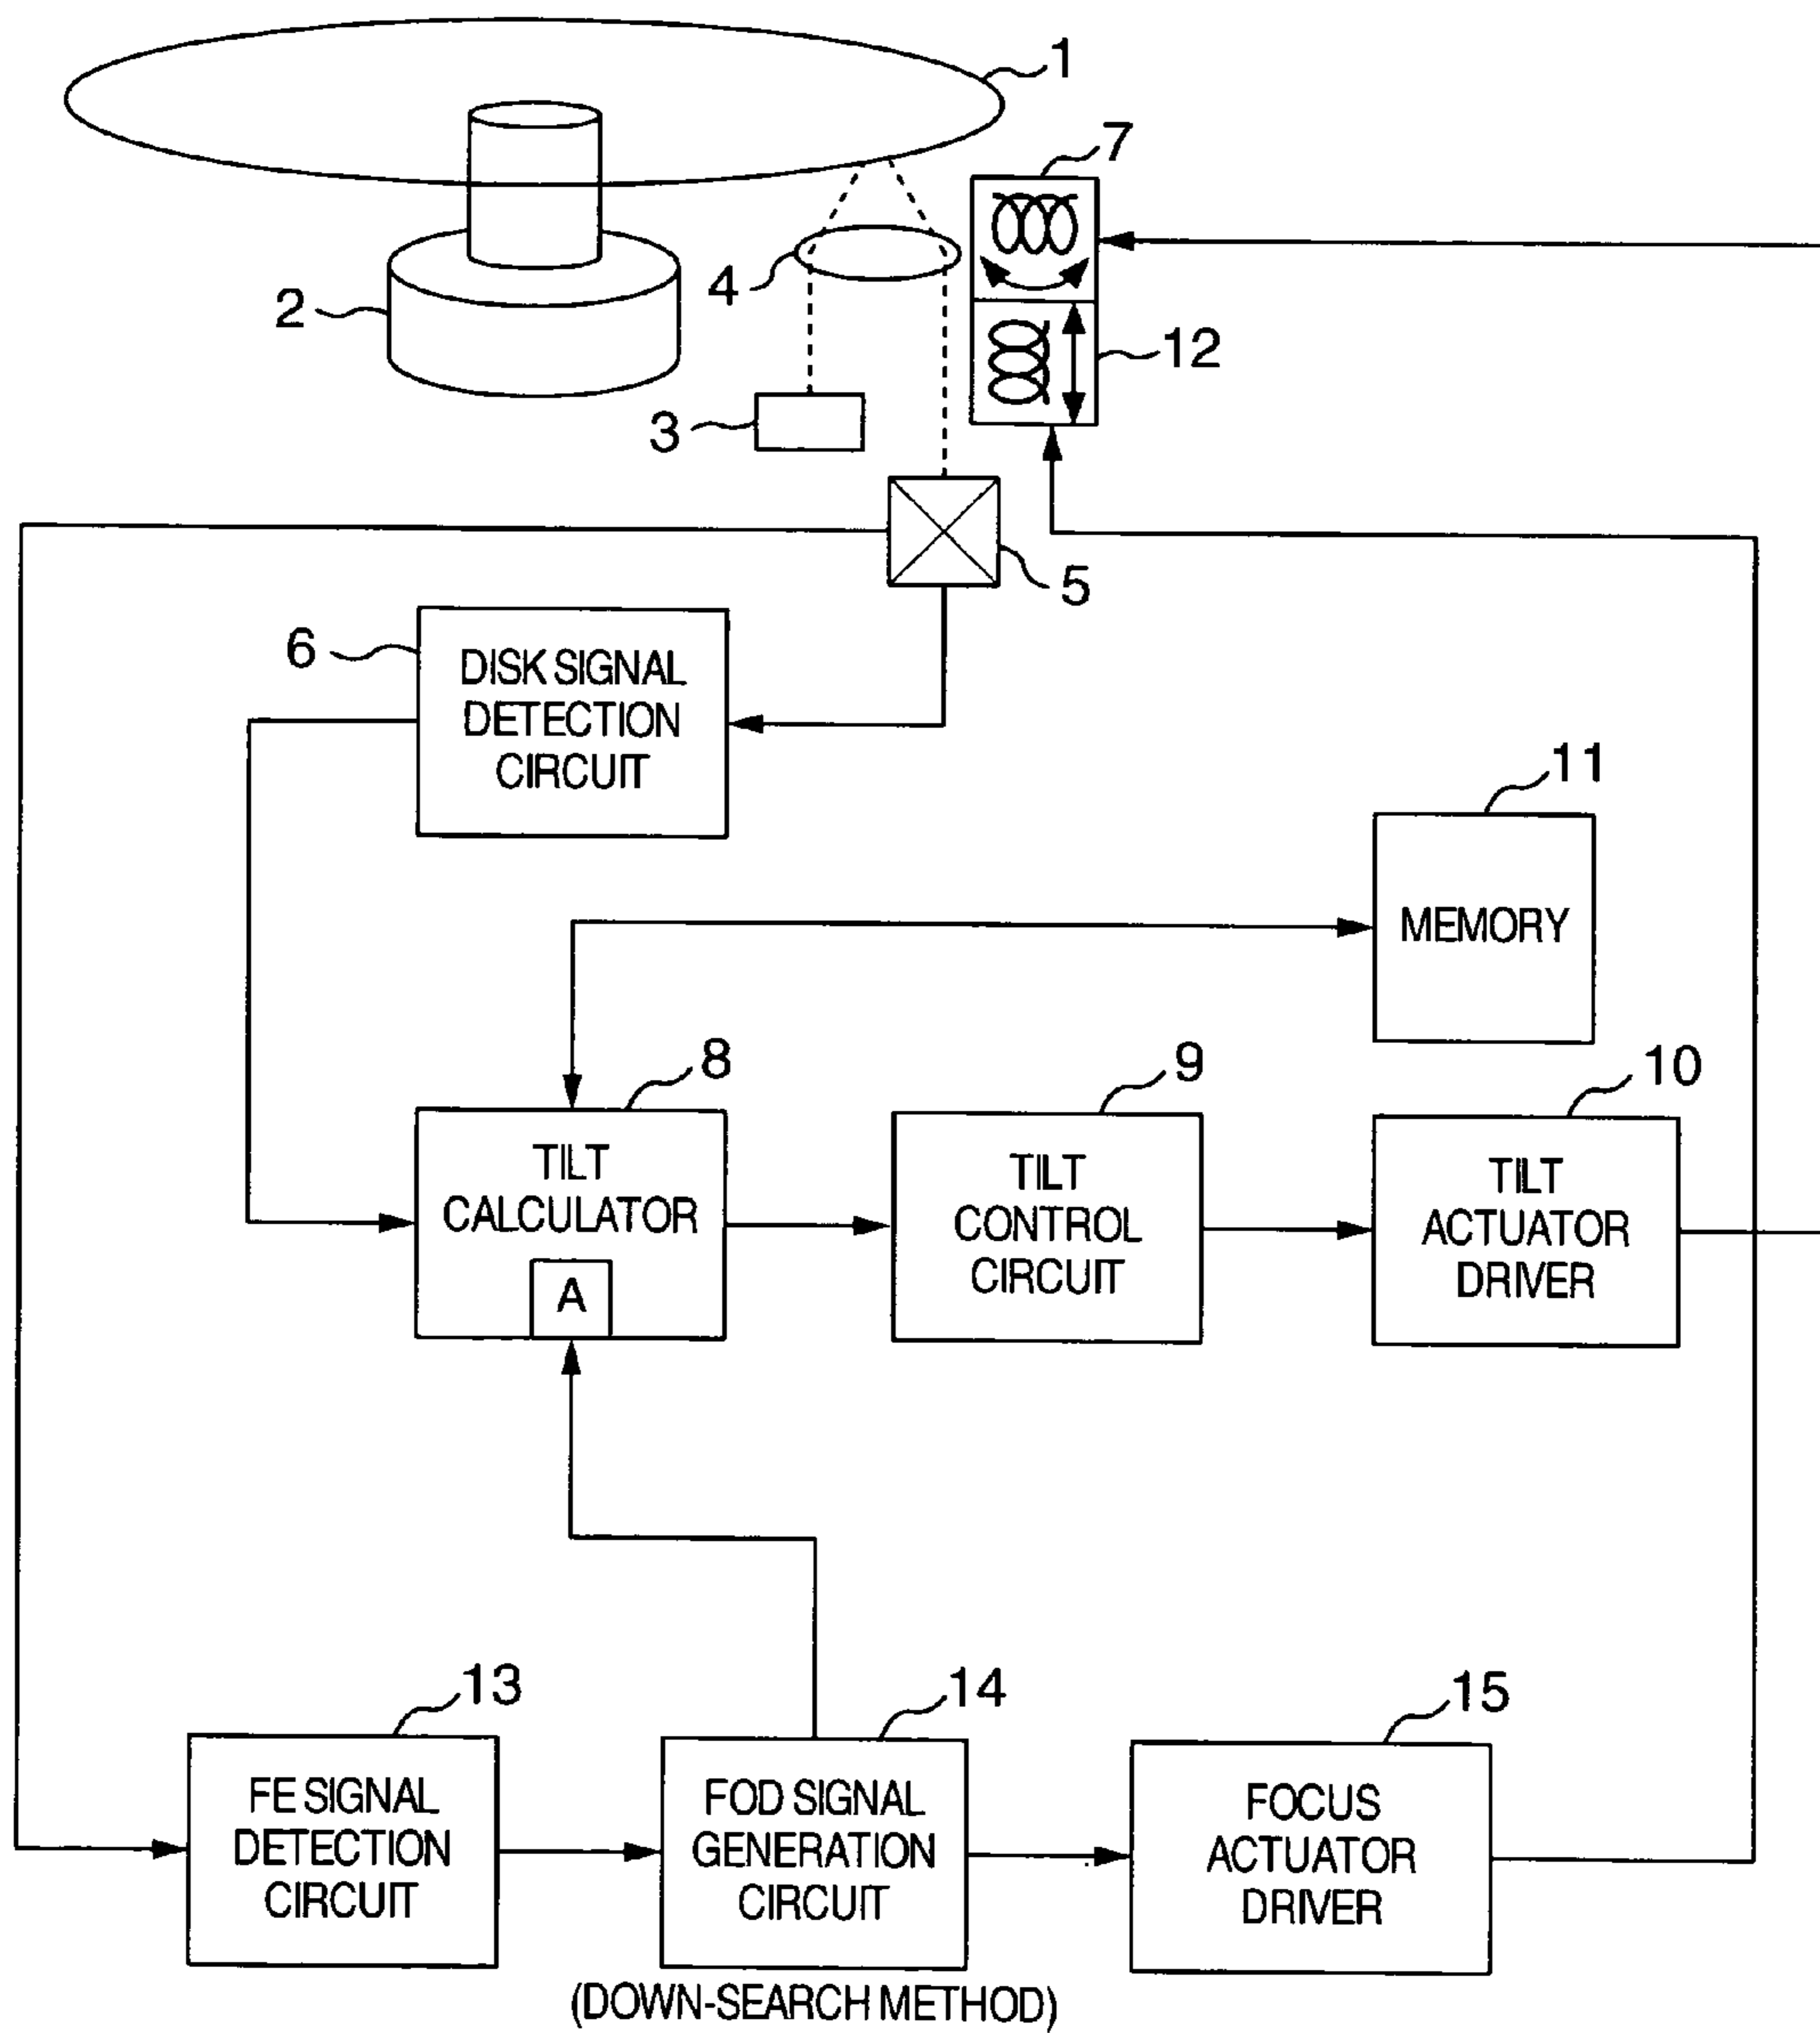 1
7
4
2
12
3
5
6
DISK SIGNAL
DETECTION
CIRCUIT
11
MEMORY
8
9
10
TILT
CALCULATOR
A
TILT
CONTROL
CIRCUIT
TILT
ACTUATOR
DRIVER
13
14
15
FE SIGNAL
DETECTION
CIRCUIT
FOD SIGNAL
GENERATION
CIRCUIT
FOCUS
ACTUATOR
DRIVER
(DOWN-SEARCH METHOD)